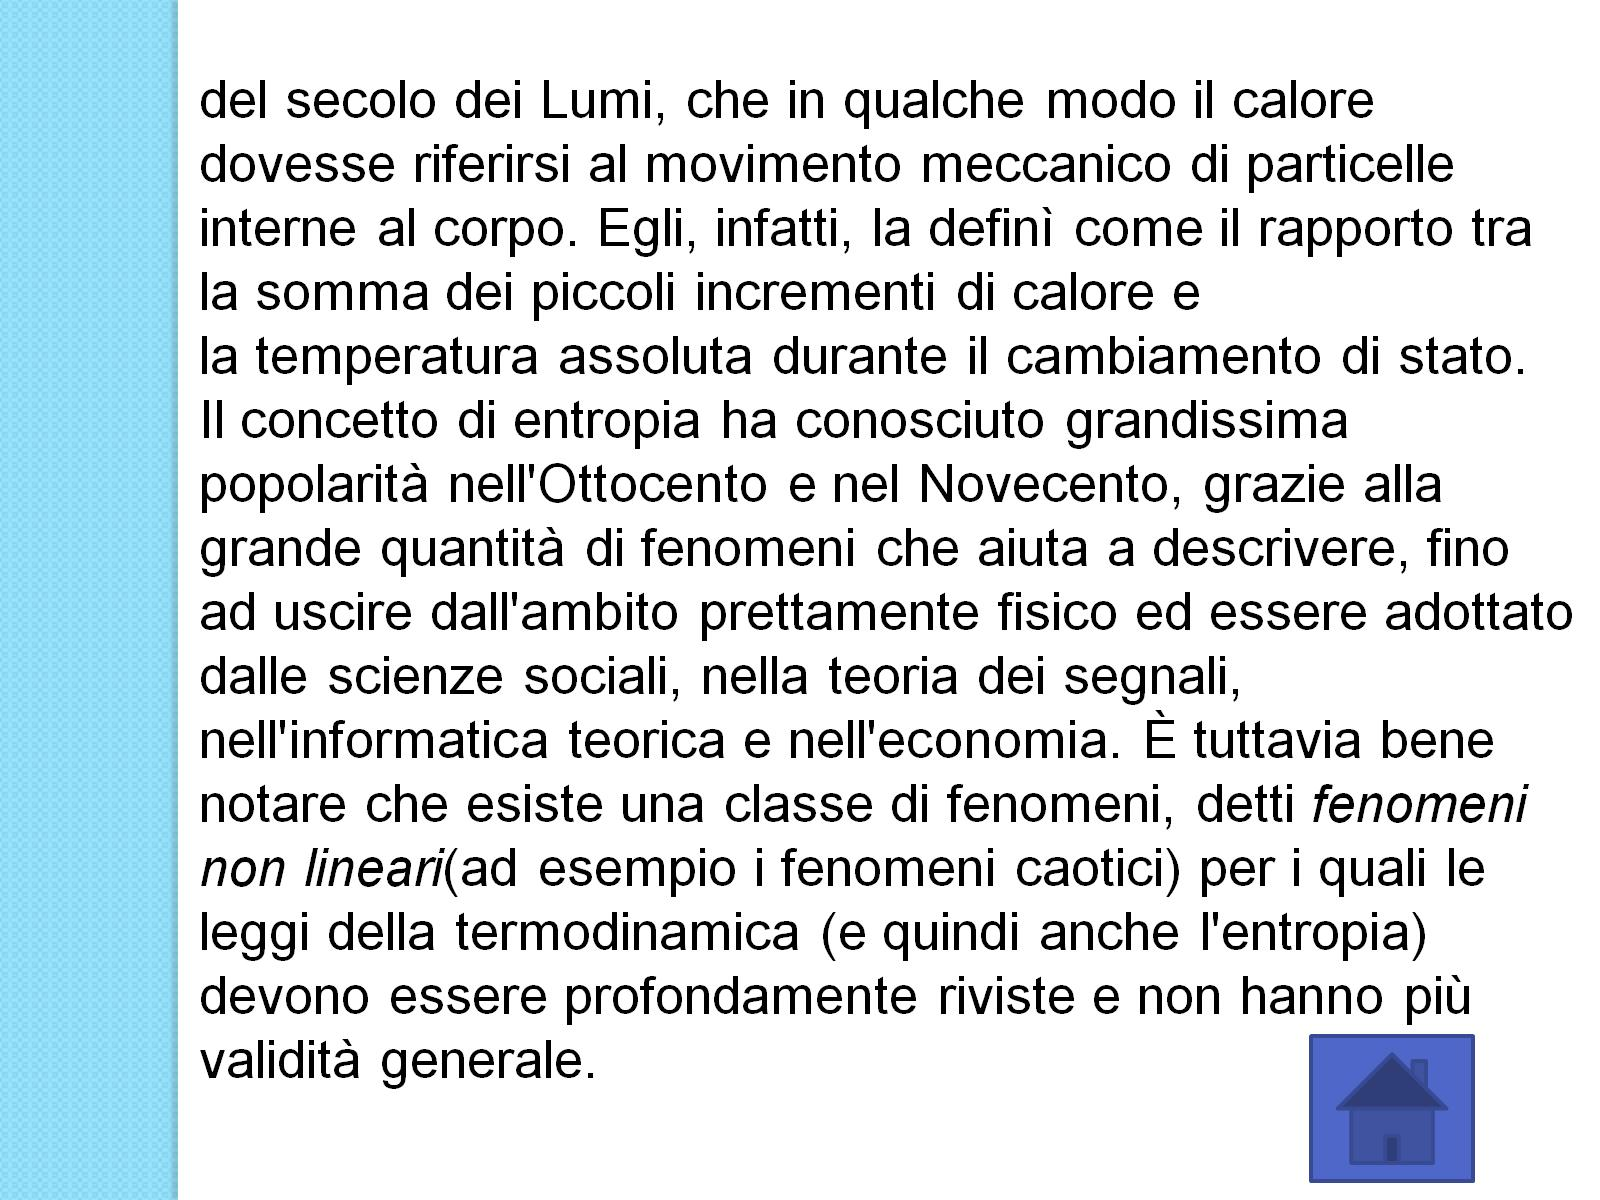 del secolo dei Lumi, che in qualche modo il calore
dovesse riferirsi al movimento meccanico di particelle
interne al corpo. Egli, infatti, la definì come il rapporto tra
la somma dei piccoli incrementi di calore e
la temperatura assoluta durante il cambiamento di stato.
Il concetto di entropia ha conosciuto grandissima
popolarità nell'Ottocento e nel Novecento, grazie alla
grande quantità di fenomeni che aiuta a descrivere, fino
ad uscire dall'ambito prettamente fisico ed essere adottato
dalle scienze sociali, nella teoria dei segnali,
nell'informatica teorica e nell'economia. È tuttavia bene
notare che esiste una classe di fenomeni, detti fenomeni
non lineari(ad esempio i fenomeni caotici) per i quali le
leggi della termodinamica (e quindi anche l'entropia)
devono essere profondamente riviste e non hanno più
validità generale.